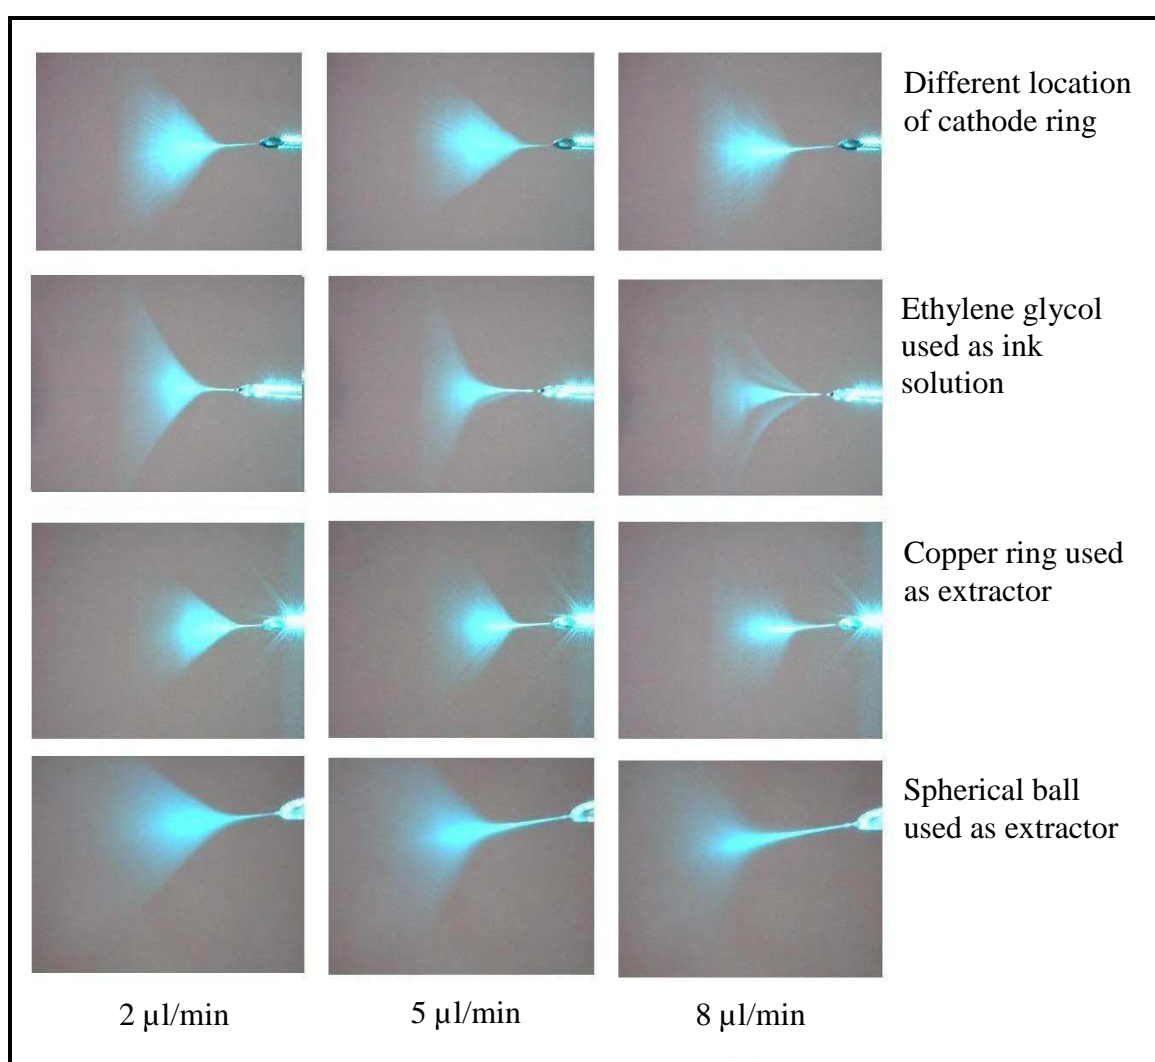 Different location
of cathode ring
Ethylene glycol
used as ink
solution
Copper ring used
as extractor
Spherical ball
used as extractor
2 µl/min
5 µl/min
8 µl/min